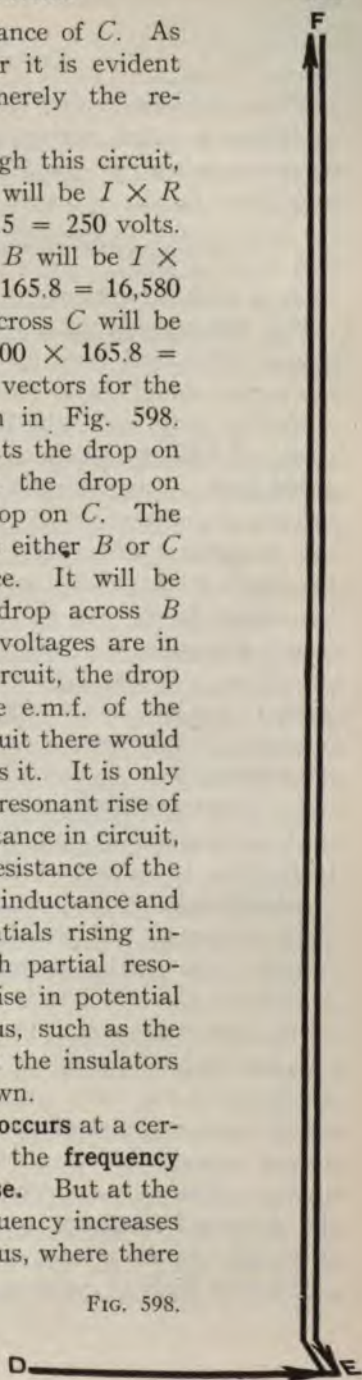 ance of C. As
r it is evident
nerely the re-
gh this circuit,
will be I × R
5 = 250 volts.
B will be I ×
165.8 = 16,580
cross C will be
00 × 165.8 =
vectors for the
n in Fig. 598.
ts the drop on
the drop on
op on C. The
either B or C
ce. It will be
drop across B
voltages are in
rcuit, the drop
e e.m.f. of the
uit there would
s it. It is only
resonant rise of
tance in circuit,
esistance of the
inductance and
tials rising in-
h partial reso-
ise in potential
us, such as the
the insulators
wn.
occurs at a cer-
the frequency
se. But at the
uency increases
us, where there
F
FIG. 598.
D
E